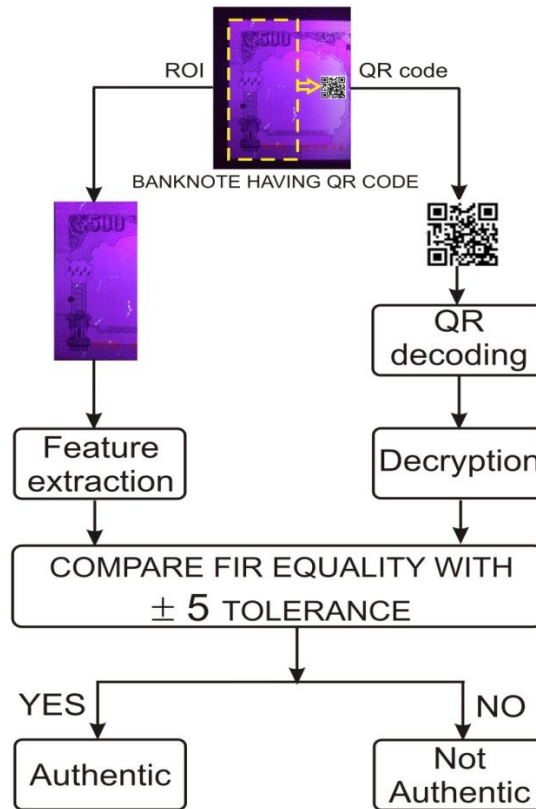 500
ROI
QR code
BANKNOTE HAVING QR CODE
500
QR
decoding
Feature
extraction
Decryption
COMPARE FIR EQUALITY WITH
± 5 TOLERANCE
YES
NO
Authentic
Not
Authentic